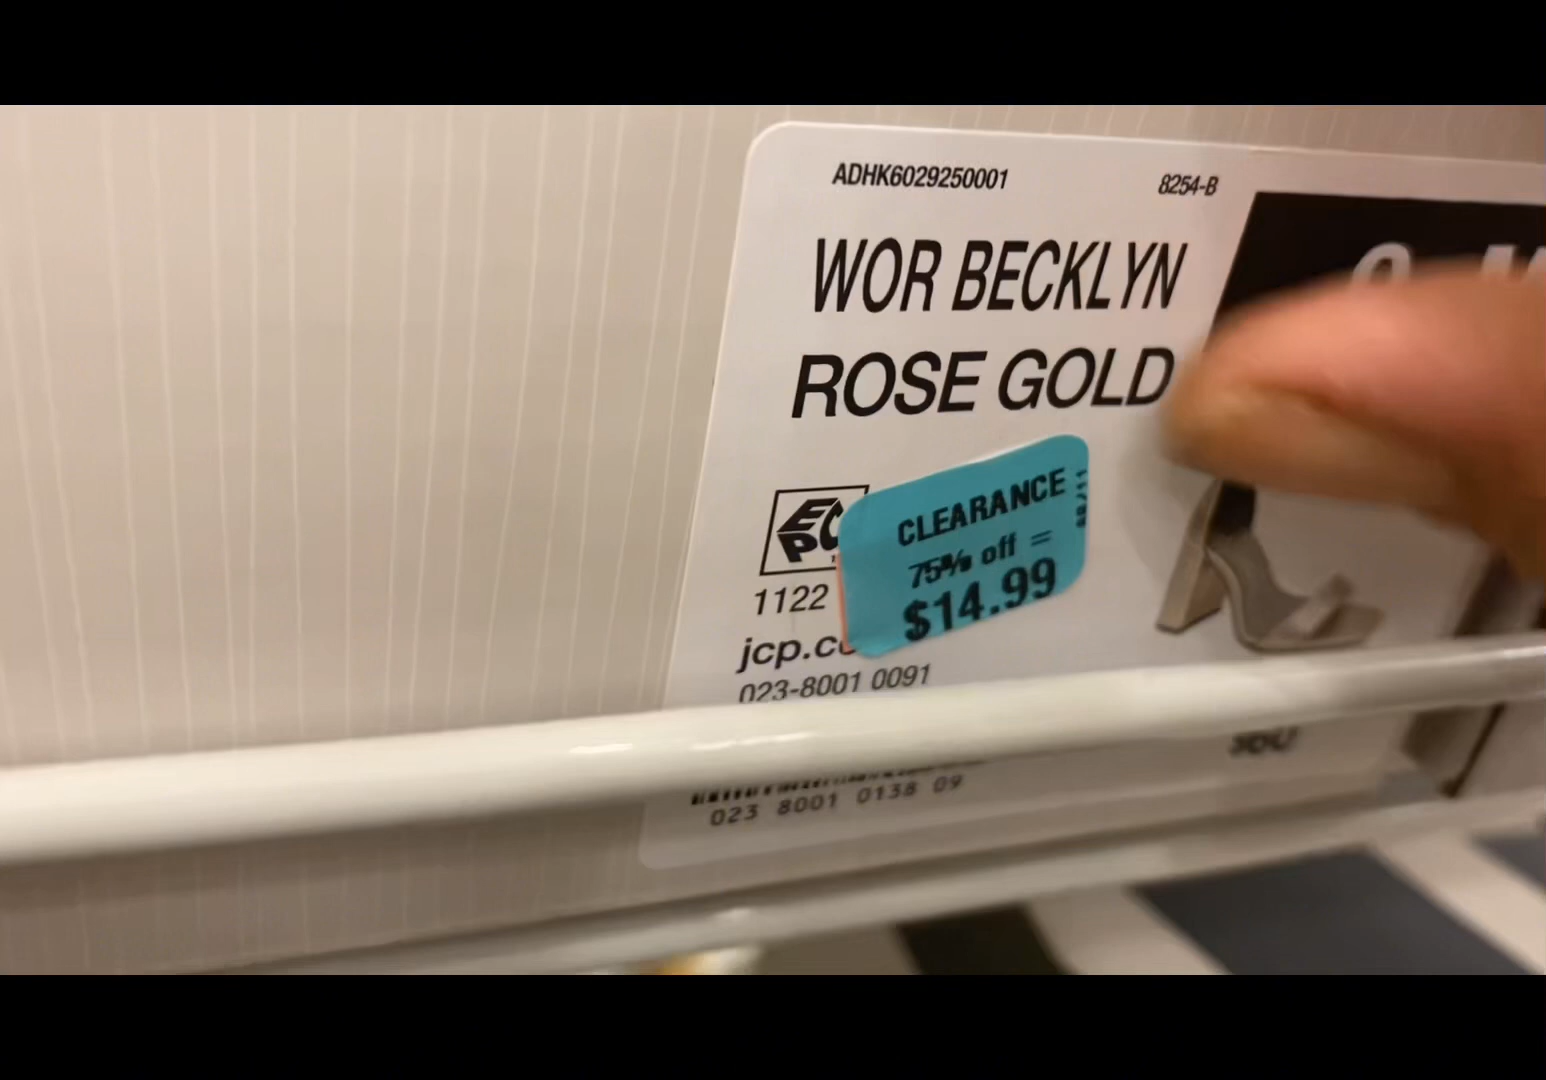 ADHK6029250001
8254-B
WOR BECKLYN
ROSE GOLD
CLEARANCE
75% off =
$14.99
1122
023-8001 0091
023 8001 0138 09